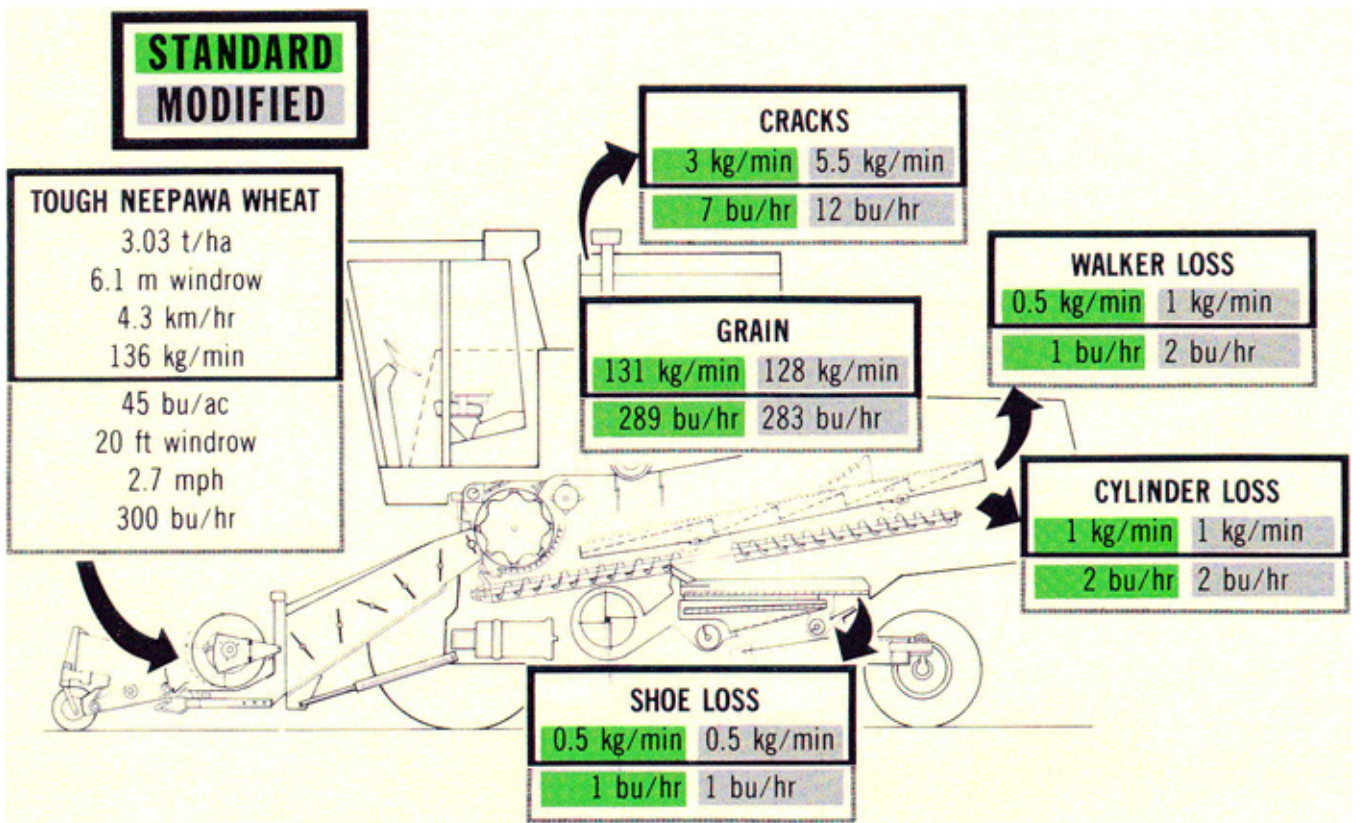 STANDARD
MODIFIED
TOUGH NEEPAWA WHEAT
3.03 t/ha
6.1 m windrow
4.3 km/hr
136 kg/min
45 bu/ac
20 ft windrow
2.7 mph
300 bu/hr
CRACKS
3 kg/min 5.5 kg/min
7 bu/hr 12 bu/hr
GRAIN
131 kg/min 128 kg/min
289 bu/hr 283 bu/hr
WALKER LOSS
0.5 kg/min 1 kg/min
1 bu/hr 2 bu/hr
CYLINDER LOSS
1 kg/min 1 kg/min
2 bu/hr 2 bu/hr
SHOE LOSS
0.5 kg/min 0.5 kg/min
1 bu/hr 1 bu/hr